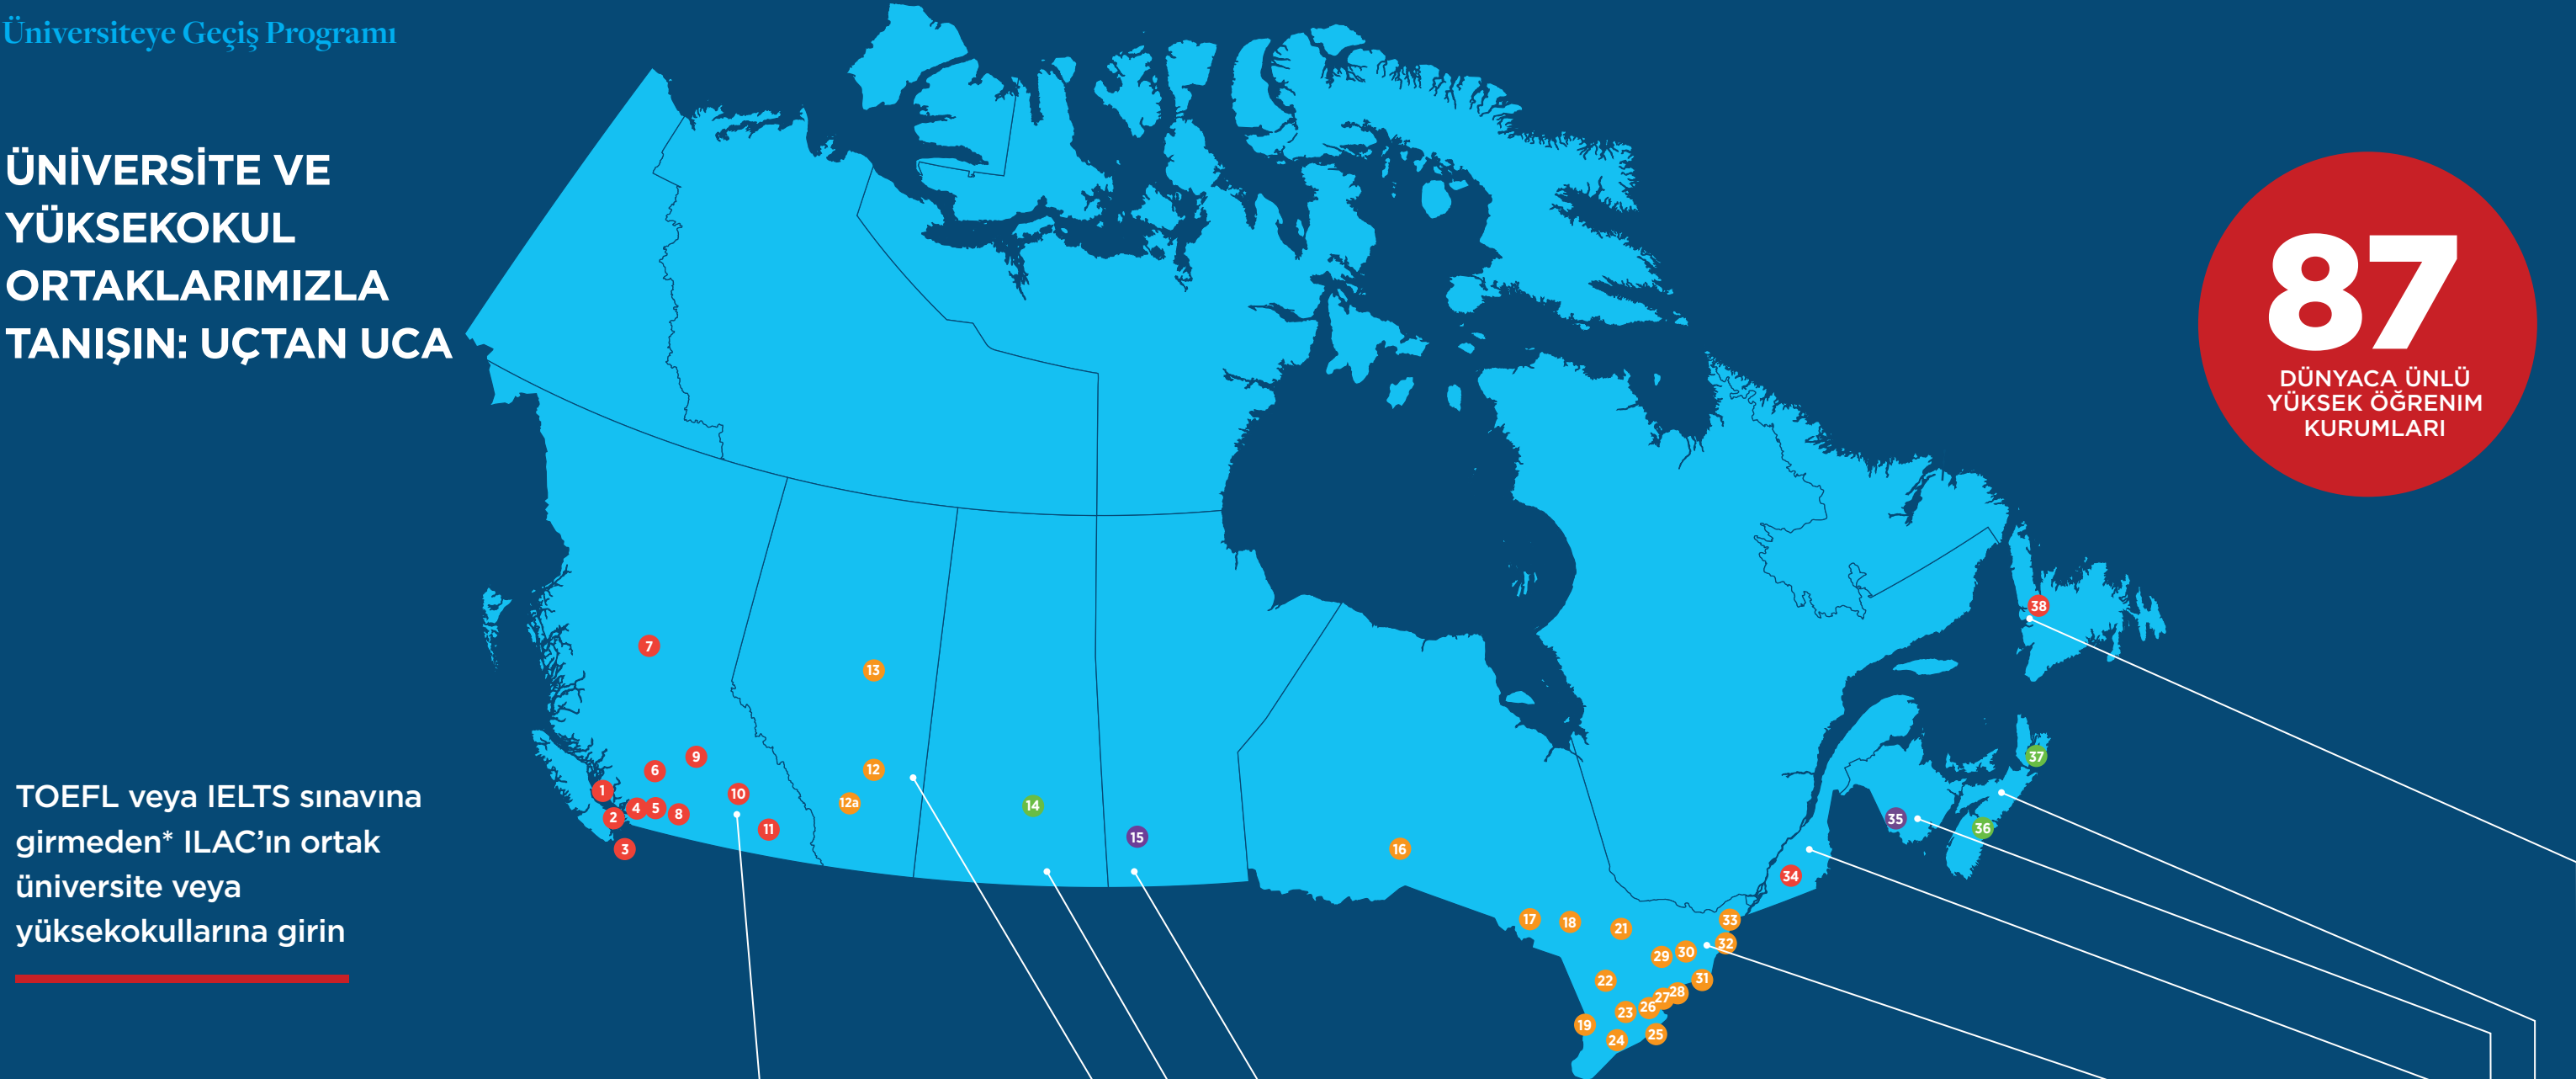 Üniversiteye Geçiş Programı
ÜNİVERSİTE VE
YÜKSEKOKUL
ORTAKLARIMIZLA
TANIŞIN: UÇTAN UCA
87
DÜNYACA ÜNLÜ
YÜKSEK ÖĞRENIM
KURUMLARI
TOEFL veya IELTS sınavına
girmeden* ILAC’ın ortak
üniversite veya
yüksekokullarına girin
1
2
3
4
5
6
7
8
9
10
11
12
12a
13
14
15
16
17
18
19
21
22
23
24
25
26
27
28
29
30
31
32
33
34
35
36
37
38